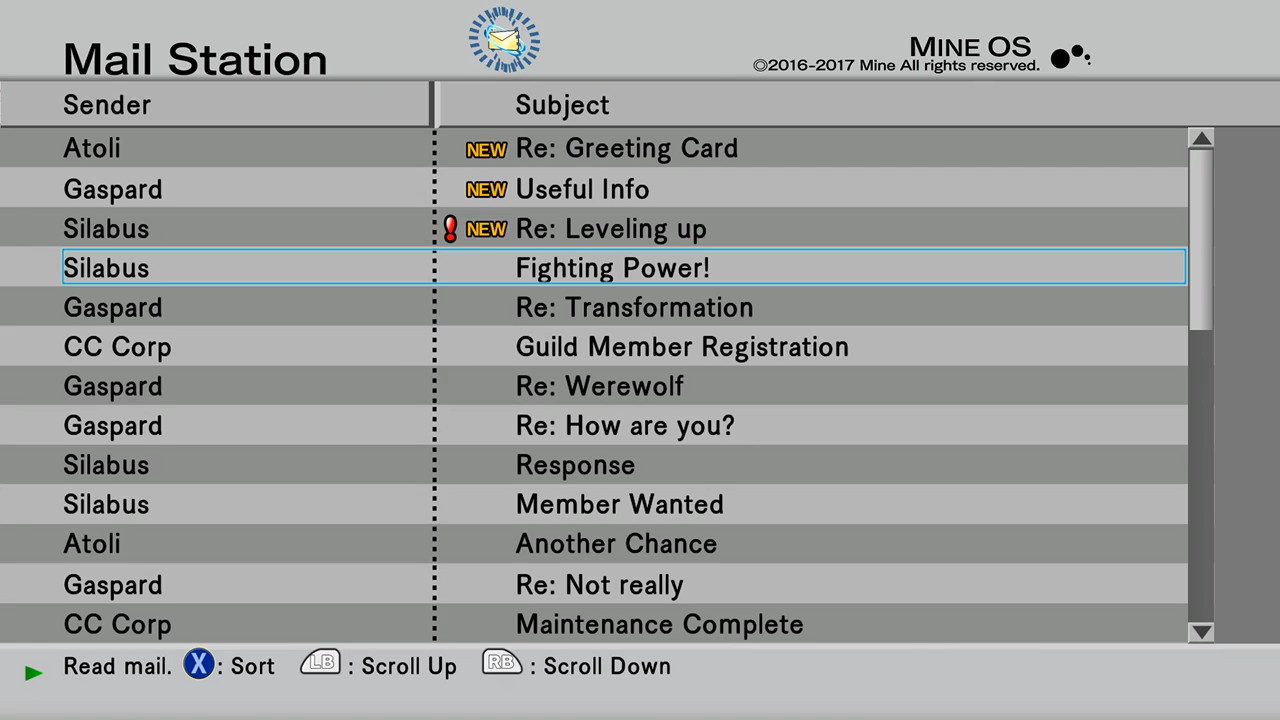 Mail Station
MINE OS
©2016-2017 Mine All rights reserved.
Sender Subject
Atoli NEW Re: Greeting Card
Gaspard NEW Useful Info
Silabus ! NEW Re: Leveling up
Silabus Fighting Power!
Gaspard Re: Transformation
CC Corp Guild Member Registration
Gaspard Re: Werewolf
Gaspard Re: How are you?
Silabus Response
Silabus Member Wanted
Atoli Another Chance
Gaspard Re: Not really
CC Corp Maintenance Complete
Read mail. X : Sort LB : Scroll Up RB : Scroll Down